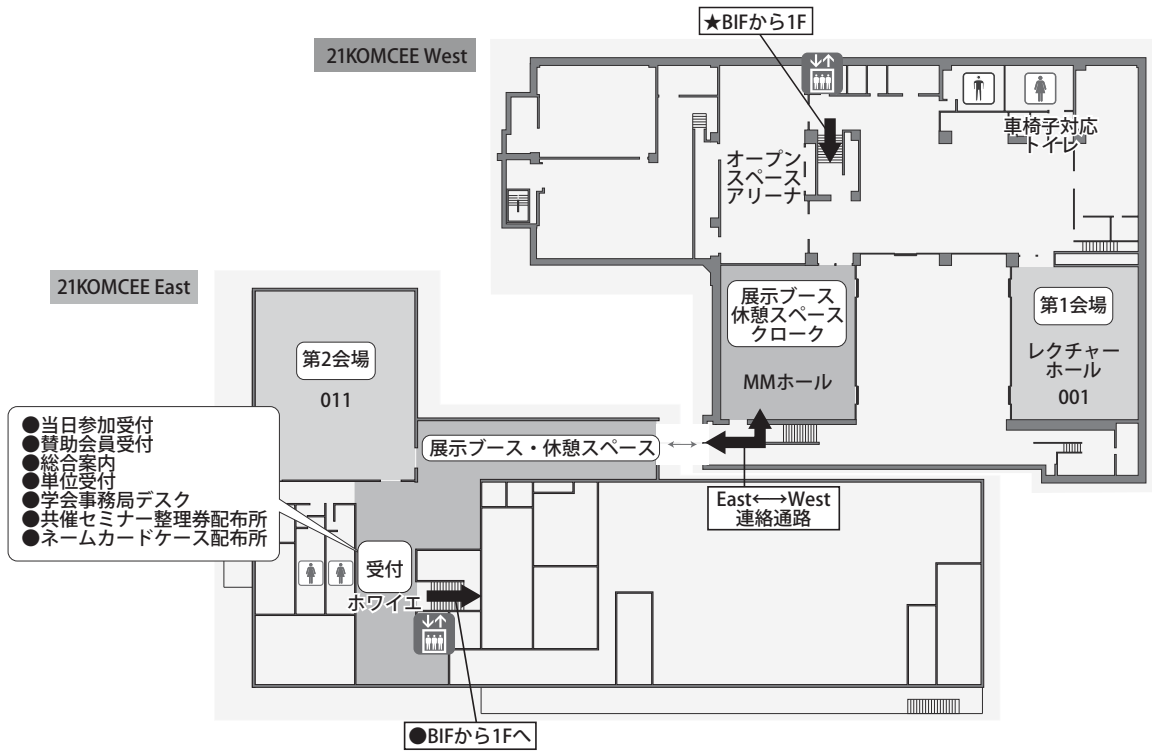 ★BIFから1F
21KOMCEE West
車椅子対応
トイレ
オープン
スペース
アリーナ
21KOMCEE East
展示ブース
休憩スペース
クローク
第1会場
第2会場
レクチャー
ホール
MMホール
001
011
●当日参加受付
●賛助会員受付
●総合案内
●単位受付
●学会事務局デスク
●共催セミナー整理券配布所
●ネームカードケース配布所
展示ブース・休憩スペース
East⟷West
連絡通路
受付
ホワイエ
●BIFから1Fへ